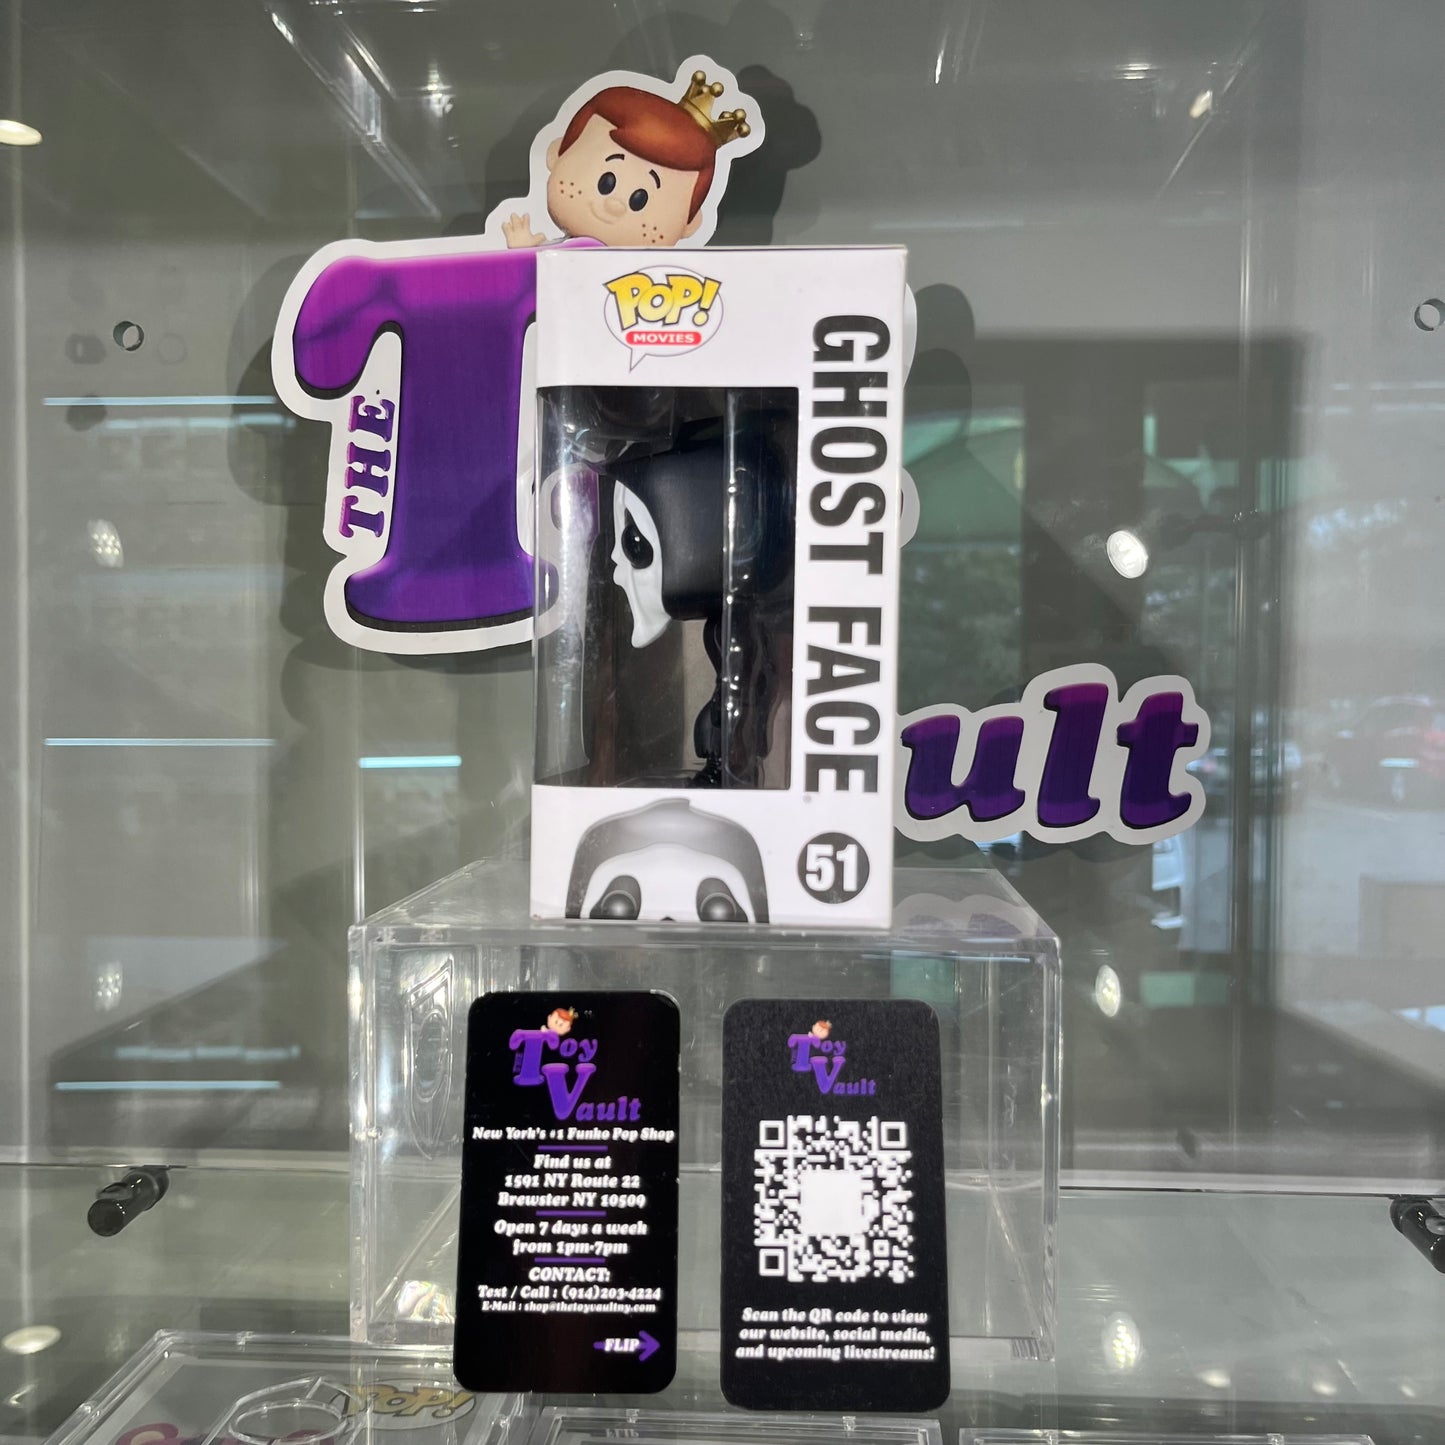 THE
T
ult
POP!
MOVIES
GHOST FACE
51
THE
Toy
Vault
New York's #1 Funko Pop Shop
Find us at
1591 NY Route 22
Brewster NY 10509
Open 7 days a week
from 1pm-7pm
CONTACT:
Text / Call : (914)203-4224
E-Mail : shop@thetoyvaultny.com
FLIP
THE
Toy
Vault
Scan the QR code to view
our website, social media,
and upcoming livestreams!
POP!